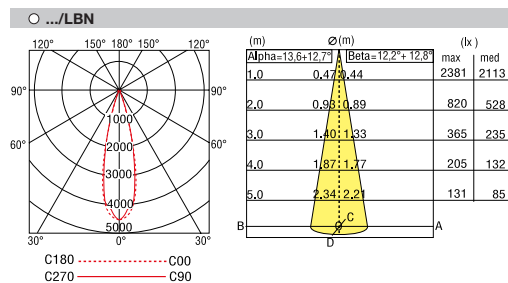 .../LBN
120° 150° 180° 150° 120°
90° 90°
1000
60° 60°
2000
3000
4000
5000
30° 0° 30°
C180 C00
C270 C90
(m) Ø(m) (lx)
Alpha=13,6+12,7° Beta=12,2°+ 12,8° max med
1.0 0.47 0.44 2381 2113
2.0 0.93 0.89 820 528
3.0 1.40 1.33 365 235
4.0 1.87 1.77 205 132
5.0 2.34 2.21 131 85
B C A
D